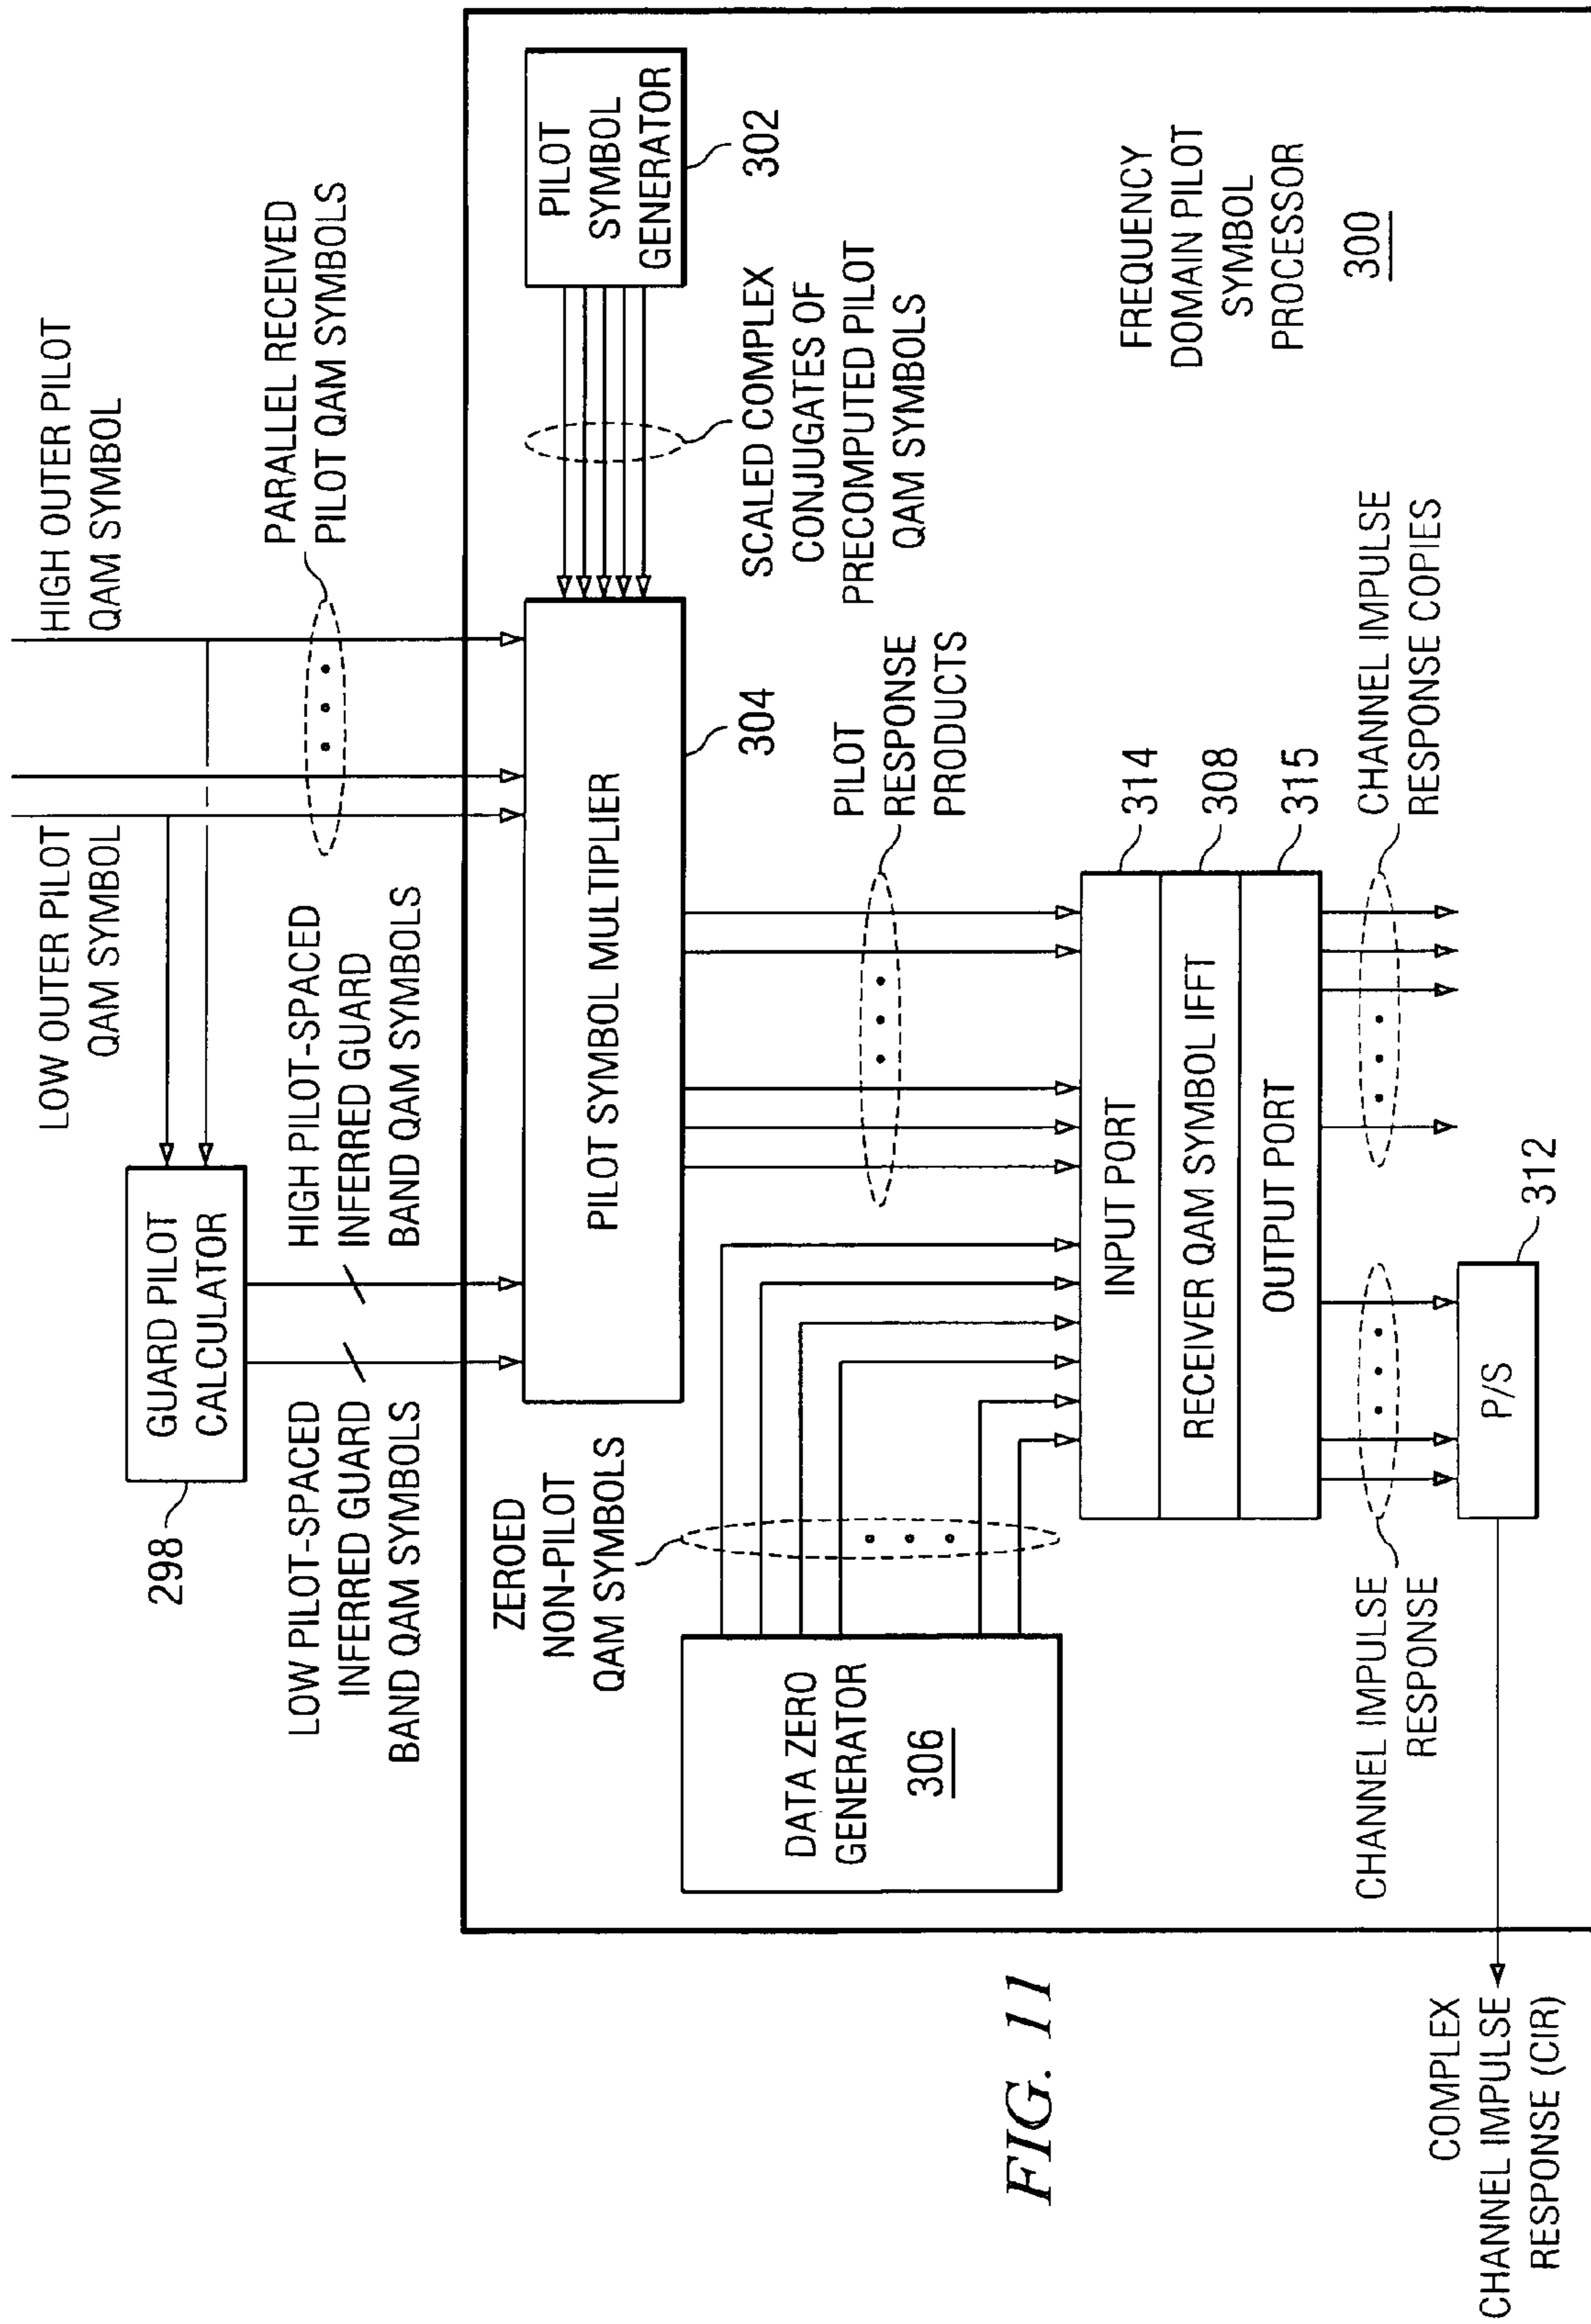 HIGH OUTER PILOT
QAM SYMBOL
PARALLEL RECEIVED
PILOT QAM SYMBOLS
LOW OUTER PILOT
QAM SYMBOL
GUARD PILOT
CALCULATOR
298
HIGH PILOT-SPACED
INFERRED GUARD
BAND QAM SYMBOLS
LOW PILOT-SPACED
INFERRED GUARD
BAND QAM SYMBOLS
PILOT
SYMBOL
GENERATOR
302
SCALED COMPLEX
CONJUGATES OF
PRECOMPUTED PILOT
QAM SYMBOLS
PILOT SYMBOL MULTIPLIER
304
PILOT
RESPONSE
PRODUCTS
ZEROED
NON-PILOT
QAM SYMBOLS
DATA ZERO
GENERATOR
306
INPUT PORT
314
RECEIVER QAM SYMBOL IFFT
308
OUTPUT PORT
315
CHANNEL IMPULSE
RESPONSE COPIES
CHANNEL IMPULSE
RESPONSE
P/S
312
FREQUENCY
DOMAIN PILOT
SYMBOL
PROCESSOR
300
COMPLEX
CHANNEL IMPULSE
RESPONSE (CIR)
FIG. 11